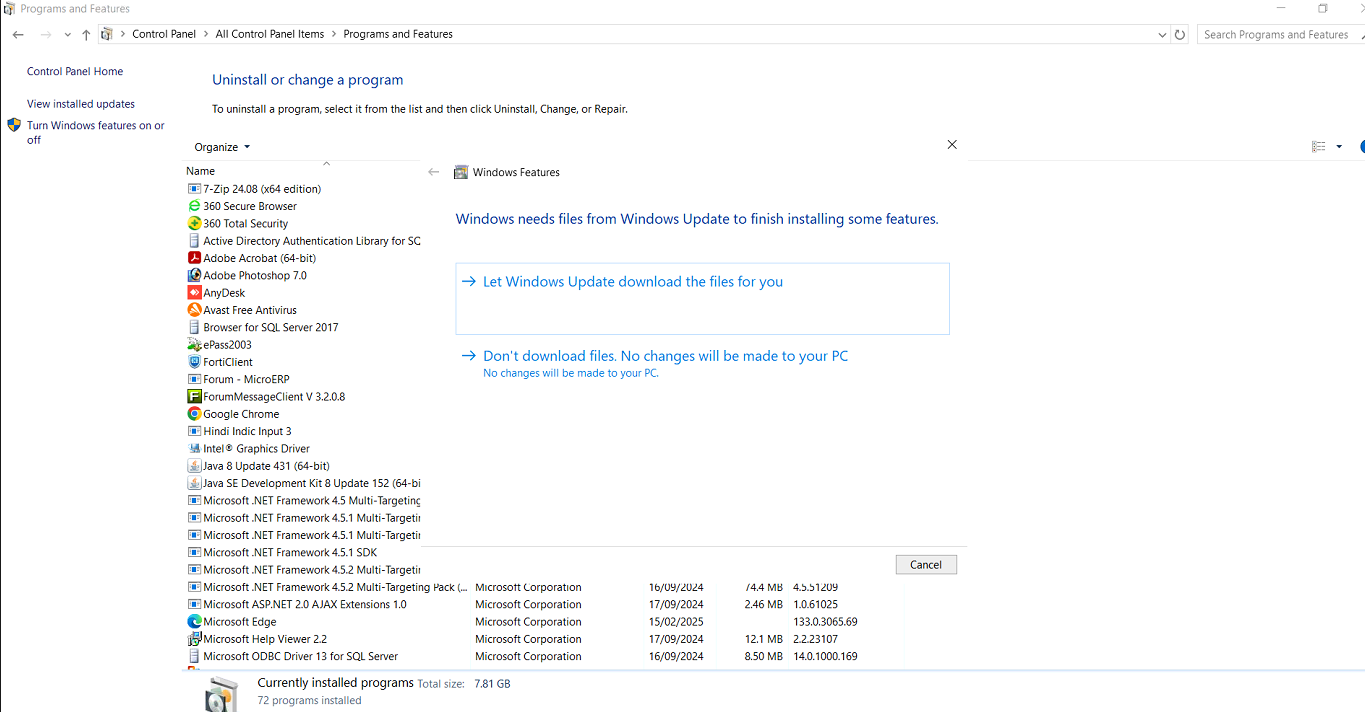 Programs and Features
Control Panel > All Control Panel Items > Programs and Features
Search Programs and Features
Control Panel Home
View installed updates
Turn Windows features on or
off
Uninstall or change a program
To uninstall a program, select it from the list and then click Uninstall, Change, or Repair.
Organize
Name
7-Zip 24.08 (x64 edition)
360 Secure Browser
360 Total Security
Active Directory Authentication Library for SQ
Adobe Acrobat (64-bit)
Adobe Photoshop 7.0
AnyDesk
Avast Free Antivirus
Browser for SQL Server 2017
ePass2003
FortiClient
Forum - MicroERP
ForumMessageClient V 3.2.0.8
Google Chrome
Hindi Indic Input 3
Intel® Graphics Driver
Java 8 Update 431 (64-bit)
Java SE Development Kit 8 Update 152 (64-bi
Microsoft .NET Framework 4.5 Multi-Targeting
Microsoft .NET Framework 4.5.1 Multi-Targetin
Microsoft .NET Framework 4.5.1 Multi-Targetin
Microsoft .NET Framework 4.5.1 SDK
Microsoft .NET Framework 4.5.2 Multi-Targetin
Microsoft .NET Framework 4.5.2 Multi-Targeting Pack (... Microsoft Corporation 16/09/2024 74.4 MB 4.5.51209
Microsoft ASP.NET 2.0 AJAX Extensions 1.0 Microsoft Corporation 17/09/2024 2.46 MB 1.0.61025
Microsoft Edge Microsoft Corporation 15/02/2025 133.0.3065.69
Microsoft Help Viewer 2.2 Microsoft Corporation 17/09/2024 12.1 MB 2.2.23107
Microsoft ODBC Driver 13 for SQL Server Microsoft Corporation 16/09/2024 8.50 MB 14.0.1000.169
Windows Features
Windows needs files from Windows Update to finish installing some features.
Let Windows Update download the files for you
Don't download files. No changes will be made to your PC
No changes will be made to your PC.
Cancel
Currently installed programs Total size: 7.81 GB
72 programs installed